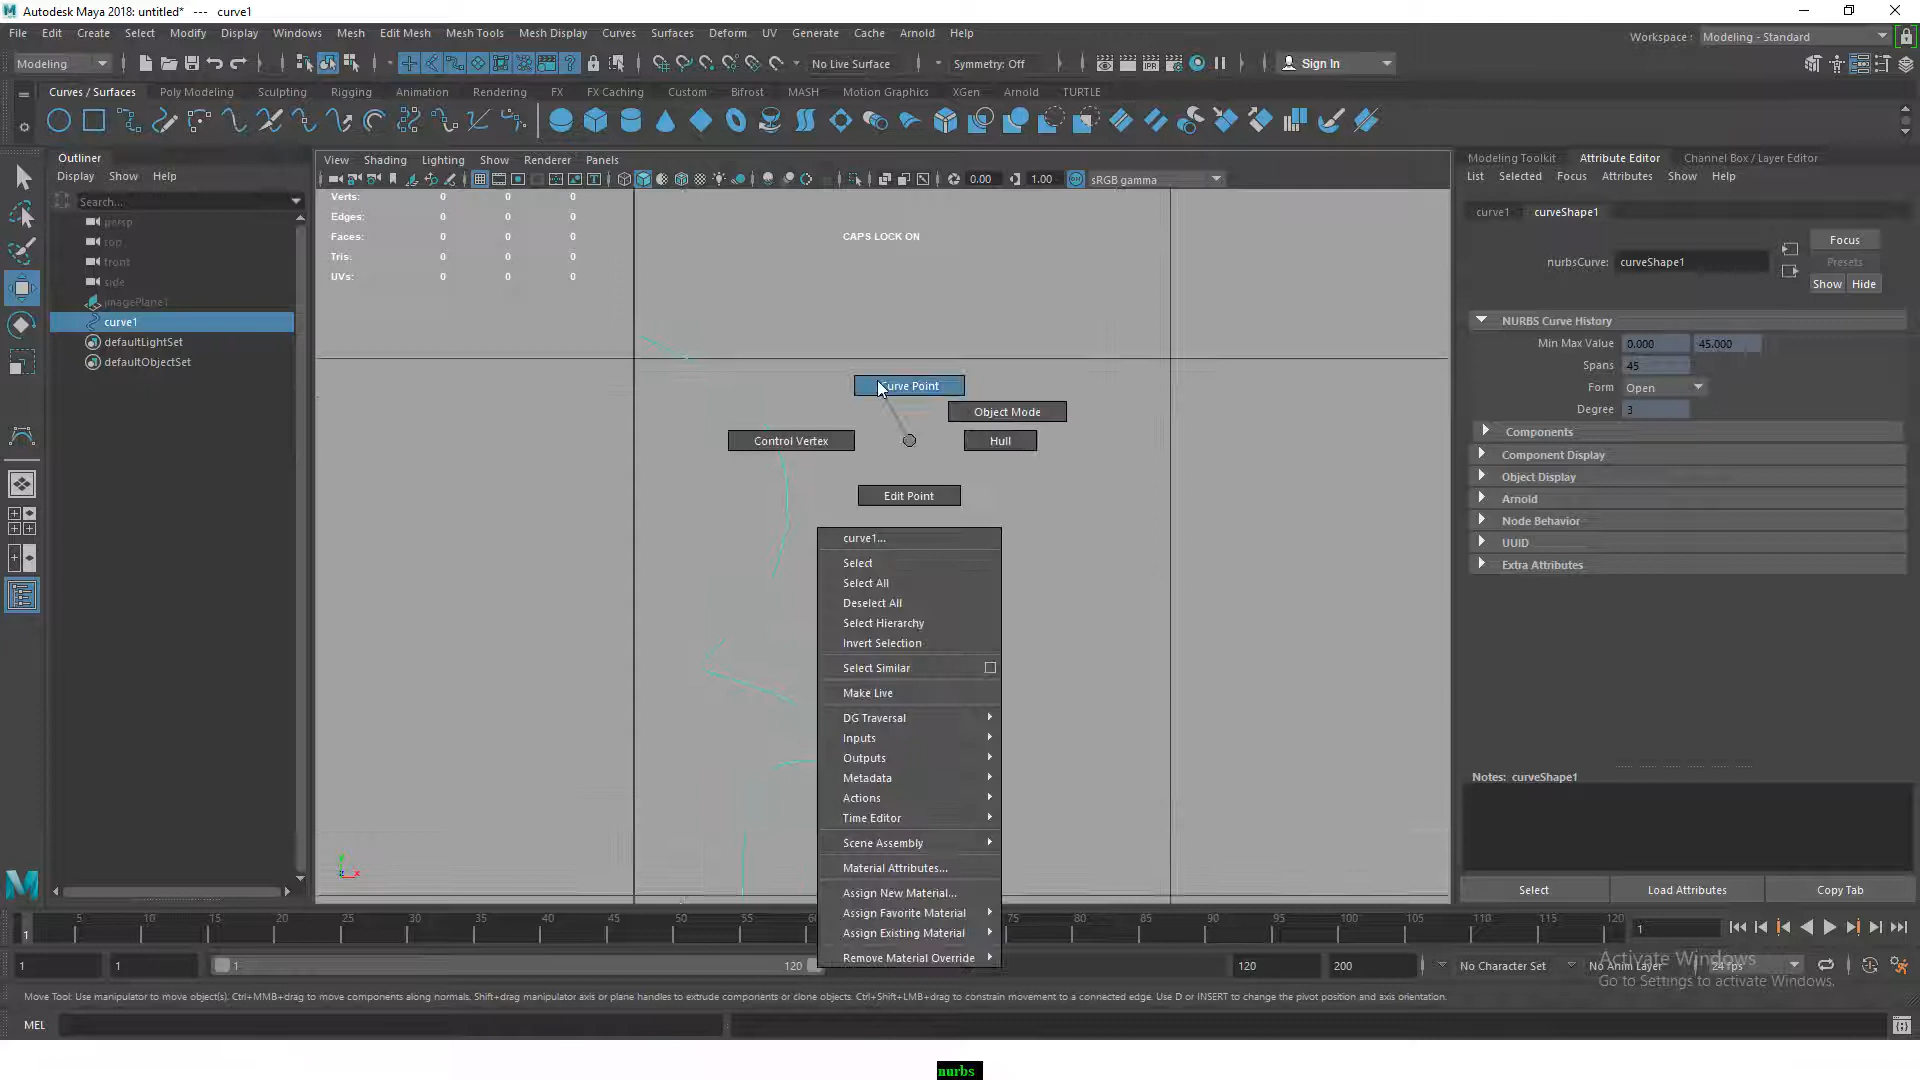 Autodesk Maya 2018: untitled* --- curve1
File Edit Create Select Modify Display Windows Mesh Edit Mesh Mesh Tools Mesh Display Curves Surfaces Deform UV Generate Cache Arnold Help
Workspace : Modeling - Standard
Modeling No Live Surface Symmetry: Off Sign In
Curves / Surfaces Poly Modeling Sculpting Rigging Animation Rendering FX FX Caching Custom Bifrost MASH Motion Graphics XGen Arnold TURTLE
Outliner
Display Show Help
Search...
persp
top
front
side
imagePlane1
curve1
defaultLightSet
defaultObjectSet
View Shading Lighting Show Renderer Panels
0.00 1.00 sRGB gamma
Verts: 0 0 0
Edges: 0 0 0
Faces: 0 0 0
Tris: 0 0 0
UVs: 0 0 0
CAPS LOCK ON
Curve Point
Object Mode
Control Vertex
Hull
Edit Point
curve1...
Select
Select All
Deselect All
Select Hierarchy
Invert Selection
Select Similar
Make Live
DG Traversal
Inputs
Outputs
Metadata
Actions
Time Editor
Scene Assembly
Material Attributes...
Assign New Material...
Assign Favorite Material
Assign Existing Material
Remove Material Override
Modeling Toolkit Attribute Editor Channel Box / Layer Editor
List Selected Focus Attributes Show Help
curve1 curveShape1
Focus
nurbsCurve: curveShape1
Presets
Show Hide
NURBS Curve History
Min Max Value 0.000 45.000
Spans 45
Form Open
Degree 3
Components
Component Display
Object Display
Arnold
Node Behavior
UUID
Extra Attributes
Notes: curveShape1
Select Load Attributes Copy Tab
5 10 15 20 25 30 35 40 45 50 55 75 80 85 90 95 100 105 110 115 120
1 1
1 1 1 120 120 200 No Character Set No Anim Layer 24 fps
Activate Windows
Go to Settings to activate Windows.
Move Tool: Use manipulator to move object(s). Ctrl+MMB+drag to move components along normals. Shift+drag manipulator axis or plane handles to extrude components or clone objects. Ctrl+Shift+LMB+drag to constrain movement to a connected edge. Use D or INSERT to change the pivot position and axis orientation.
MEL
nurbs